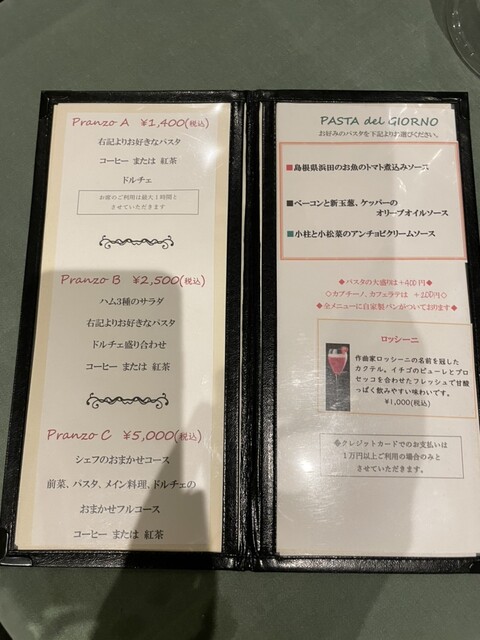 Pranzo A ¥1,400(税込)
右記よりお好きなパスタ
コーヒー または 紅茶
ドルチェ
お席のご利用は最大1時間と
させていただきます
Pranzo B ¥2,500(税込)
ハム3種のサラダ
右記よりお好きなパスタ
ドルチェ盛り合わせ
コーヒー または 紅茶
Pranzo C ¥5,000(税込)
シェフのおまかせコース
前菜、パスタ、メイン料理、ドルチェの
おまかせフルコース
コーヒー または 紅茶
PASTA del GIORNO
お好みのパスタを下記よりお選びください。
■島根県浜田のお魚のトマト煮込みソース
■ベーコンと新玉葱、ケッパーの
オリーブオイルソース
■小柱と小松菜のアンチョビクリームソース
◆パスタの大盛りは+400円◆
◇カプチーノ、カフェラテは +200円◇
◆全メニューに自家製パンがついております◆
ロッシーニ
作曲家ロッシーニの名前を冠した
カクテル。イチゴのピューレとプロ
セッコを合わせたフレッシュで甘酸
っぱく飲みやすい味わいです。
¥1,000(税込)
※クレジットカードでのお支払いは
1万円以上ご利用の場合のみと
させていただきます。